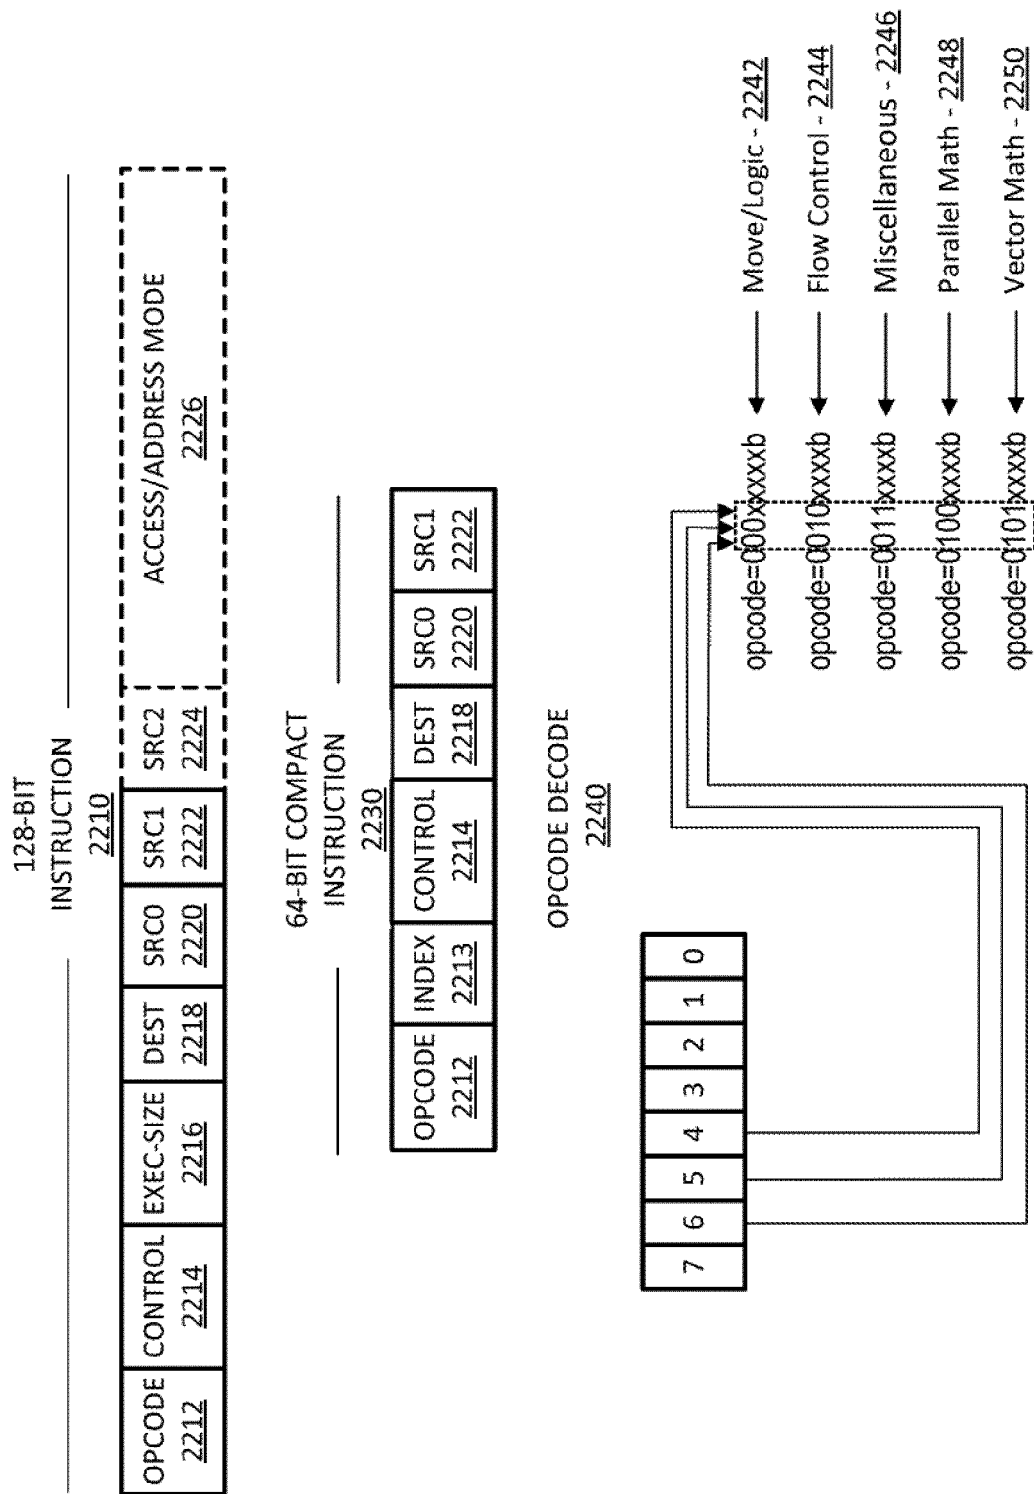 128-BIT
INSTRUCTION
2210
OPCODE CONTROL EXEC-SIZE DEST SRC0 SRC1 SRC2 ACCESS/ADDRESS MODE
2212 2214 2216 2218 2220 2222 2224 2226
64-BIT COMPACT
INSTRUCTION
2230
OPCODE INDEX CONTROL DEST SRC0 SRC1
2212 2213 2214 2218 2220 2222
OPCODE DECODE
2240
7 6 5 4 3 2 1 0
opcode=000xxxxxb Move/Logic - 2242
opcode=0010xxxxb Flow Control - 2244
opcode=0011xxxxb Miscellaneous - 2246
opcode=0100xxxxb Parallel Math - 2248
opcode=0101xxxxb Vector Math - 2250